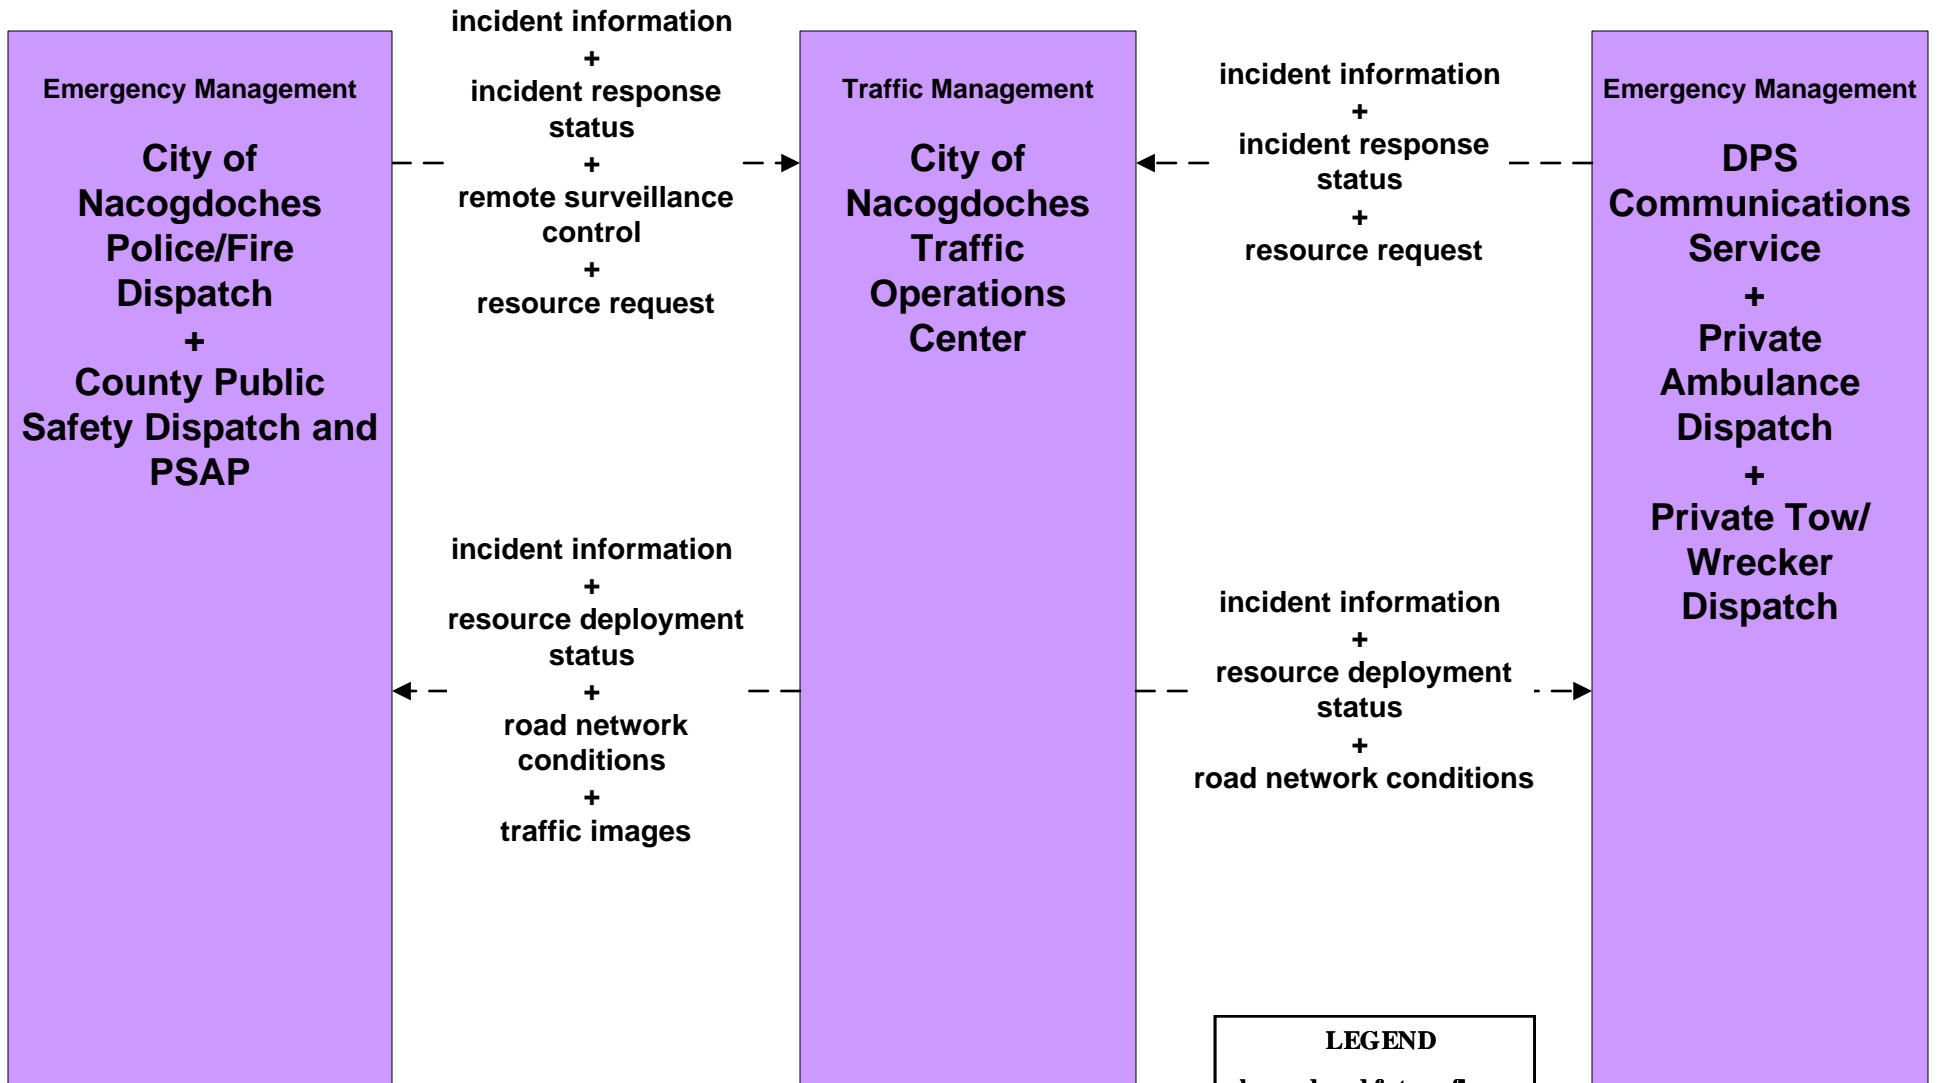 Emergency Management
City of
Nacogdoches
Police/Fire
Dispatch
+
County Public
Safety Dispatch and
PSAP
incident information
+
incident response
status
+
remote surveillance
control
+
resource request
incident information
+
resource deployment
status
+
road network
conditions
+
traffic images
Traffic Management
City of
Nacogdoches
Traffic
Operations
Center
incident information
+
incident response
status
+
resource request
incident information
+
resource deployment
status
+
road network conditions
Emergency Management
DPS
Communications
Service
+
Private
Ambulance
Dispatch
+
Private Tow/
Wrecker
Dispatch
LEGEND